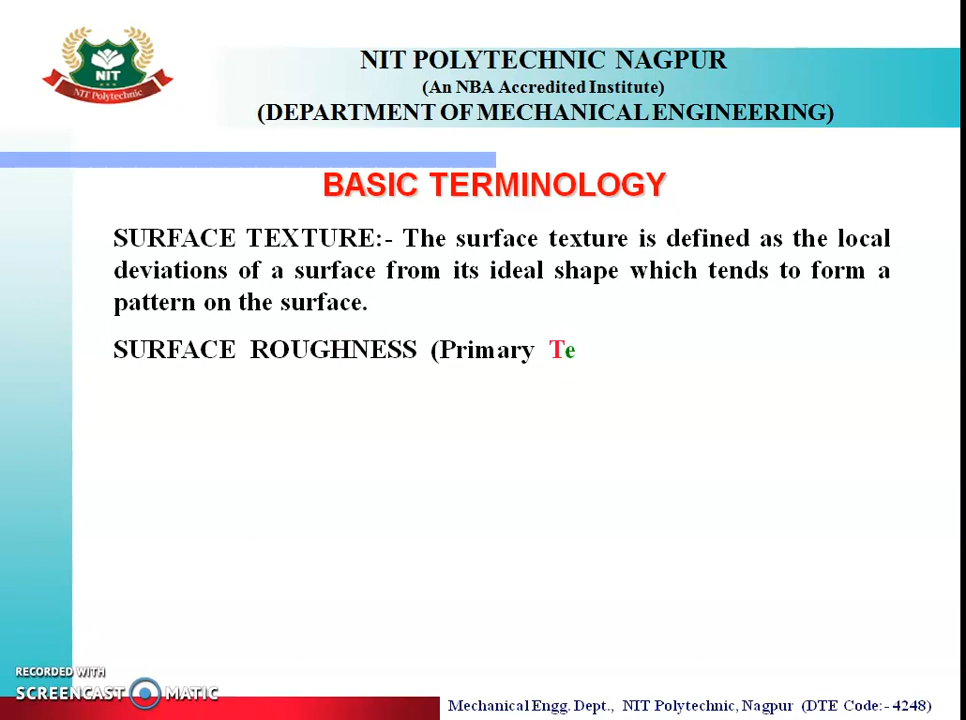 NIT
NIT Polytechnic
NIT POLYTECHNIC NAGPUR
(An NBA Accredited Institute)
(DEPARTMENT OF MECHANICAL ENGINEERING)
BASIC TERMINOLOGY
SURFACE TEXTURE:- The surface texture is defined as the local
deviations of a surface from its ideal shape which tends to form a
pattern on the surface.
SURFACE ROUGHNESS (Primary Te
RECORDED WITH
SCREENCAST MATIC
Mechanical Engg. Dept., NIT Polytechnic, Nagpur (DTE Code:- 4248)